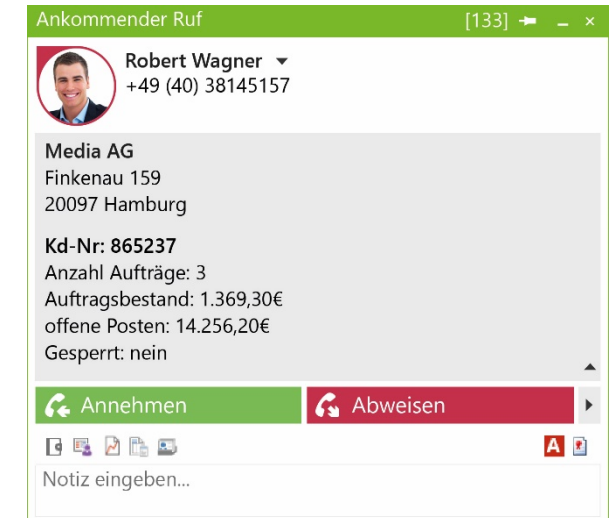 Ankommender Ruf [133]
Robert Wagner
+49 (40) 38145157
Media AG
Finkenau 159
20097 Hamburg
Kd-Nr: 865237
Anzahl Aufträge: 3
Auftragsbestand: 1.369,30€
offene Posten: 14.256,20€
Gesperrt: nein
Annehmen Abweisen
A
Notiz eingeben...